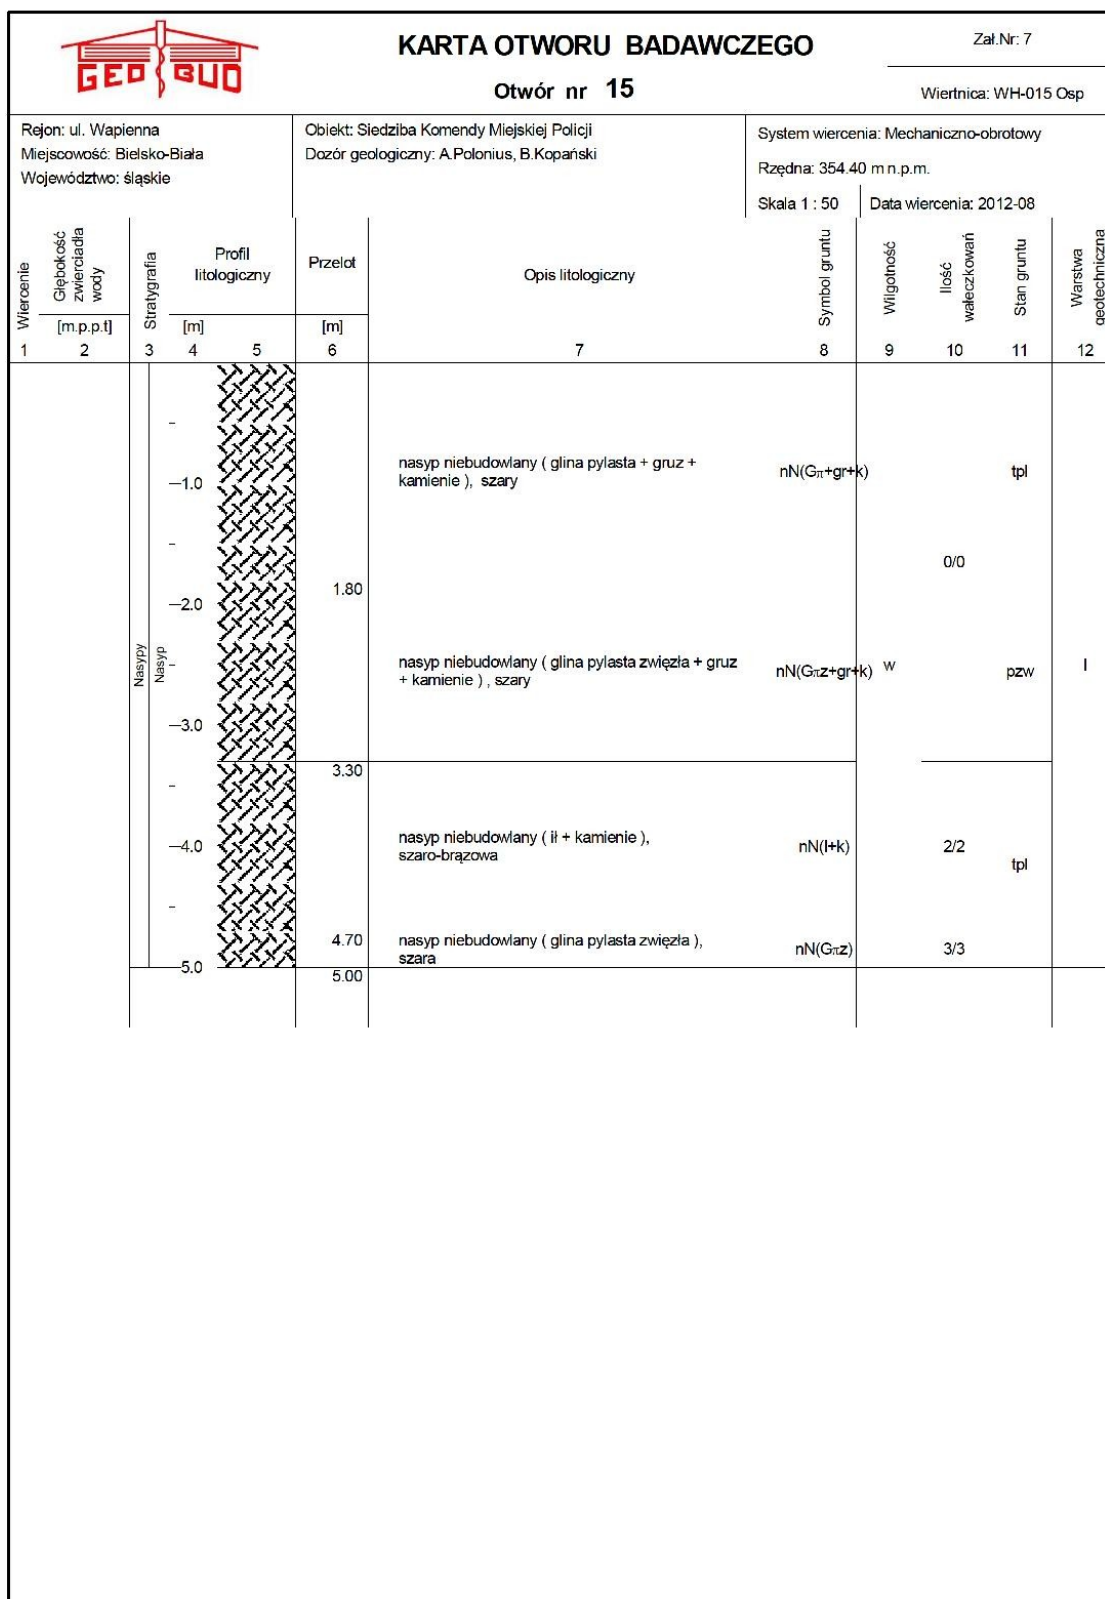 GEO BUD
KARTA OTWORU BADAWCZEGO
Otwór nr 15
Zał.Nr: 7
Wiertnica: WH-015 Osp
Rejon: ul. Wapienna
Miejscowość: Bielsko-Biała
Województwo: śląskie
Obiekt: Siedziba Komendy Miejskiej Policji
Dozór geologiczny: A.Polonius, B.Kopański
System wiercenia: Mechaniczno-obrotowy
Rzędna: 354.40 m n.p.m.
Skala 1 : 50
Data wiercenia: 2012-08
Wiercenie
Głębokość
zwierciadła
wody
[m.p.p.t]
Stratygrafia
Profil
litologiczny
[m]
Przelot
[m]
Opis litologiczny
Symbol gruntu
Wilgotność
Ilość
wałeczkowań
Stan gruntu
Warstwa
geotechniczna
1 2 3 4 5 6 7 8 9 10 11 12
nasyp niebudowlany ( glina pylasta + gruz +
kamienie ), szary
nN(Gπ+gr+k)
tpl
1.0
0/0
1.80
2.0
Nasypy
Nasyp
nasyp niebudowlany ( glina pylasta zwięzła + gruz
+ kamienie ) , szary
nN(Gπz+gr+k)
w
pzw
I
3.0
3.30
4.0
nasyp niebudowlany ( ił + kamienie ),
szaro-brązowa
nN(I+k)
2/2
tpl
4.70
nasyp niebudowlany ( glina pylasta zwięzła ),
szara
nN(Gπz)
3/3
5.0
5.00